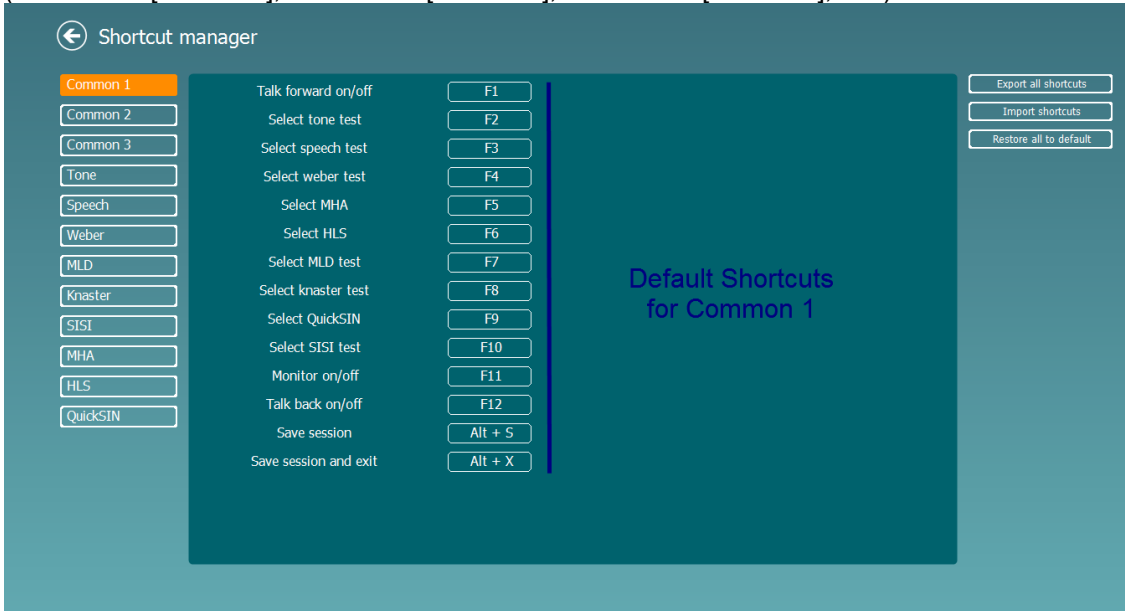 Shortcut manager
Common 1
Common 2
Common 3
Tone
Speech
Weber
MLD
Knaster
SISI
MHA
HLS
QuickSIN
Talk forward on/off F1
Select tone test F2
Select speech test F3
Select weber test F4
Select MHA F5
Select HLS F6
Select MLD test F7
Select knaster test F8
Select QuickSIN F9
Select SISI test F10
Monitor on/off F11
Talk back on/off F12
Save session Alt + S
Save session and exit Alt + X
Default Shortcuts
for Common 1
Export all shortcuts
Import shortcuts
Restore all to default